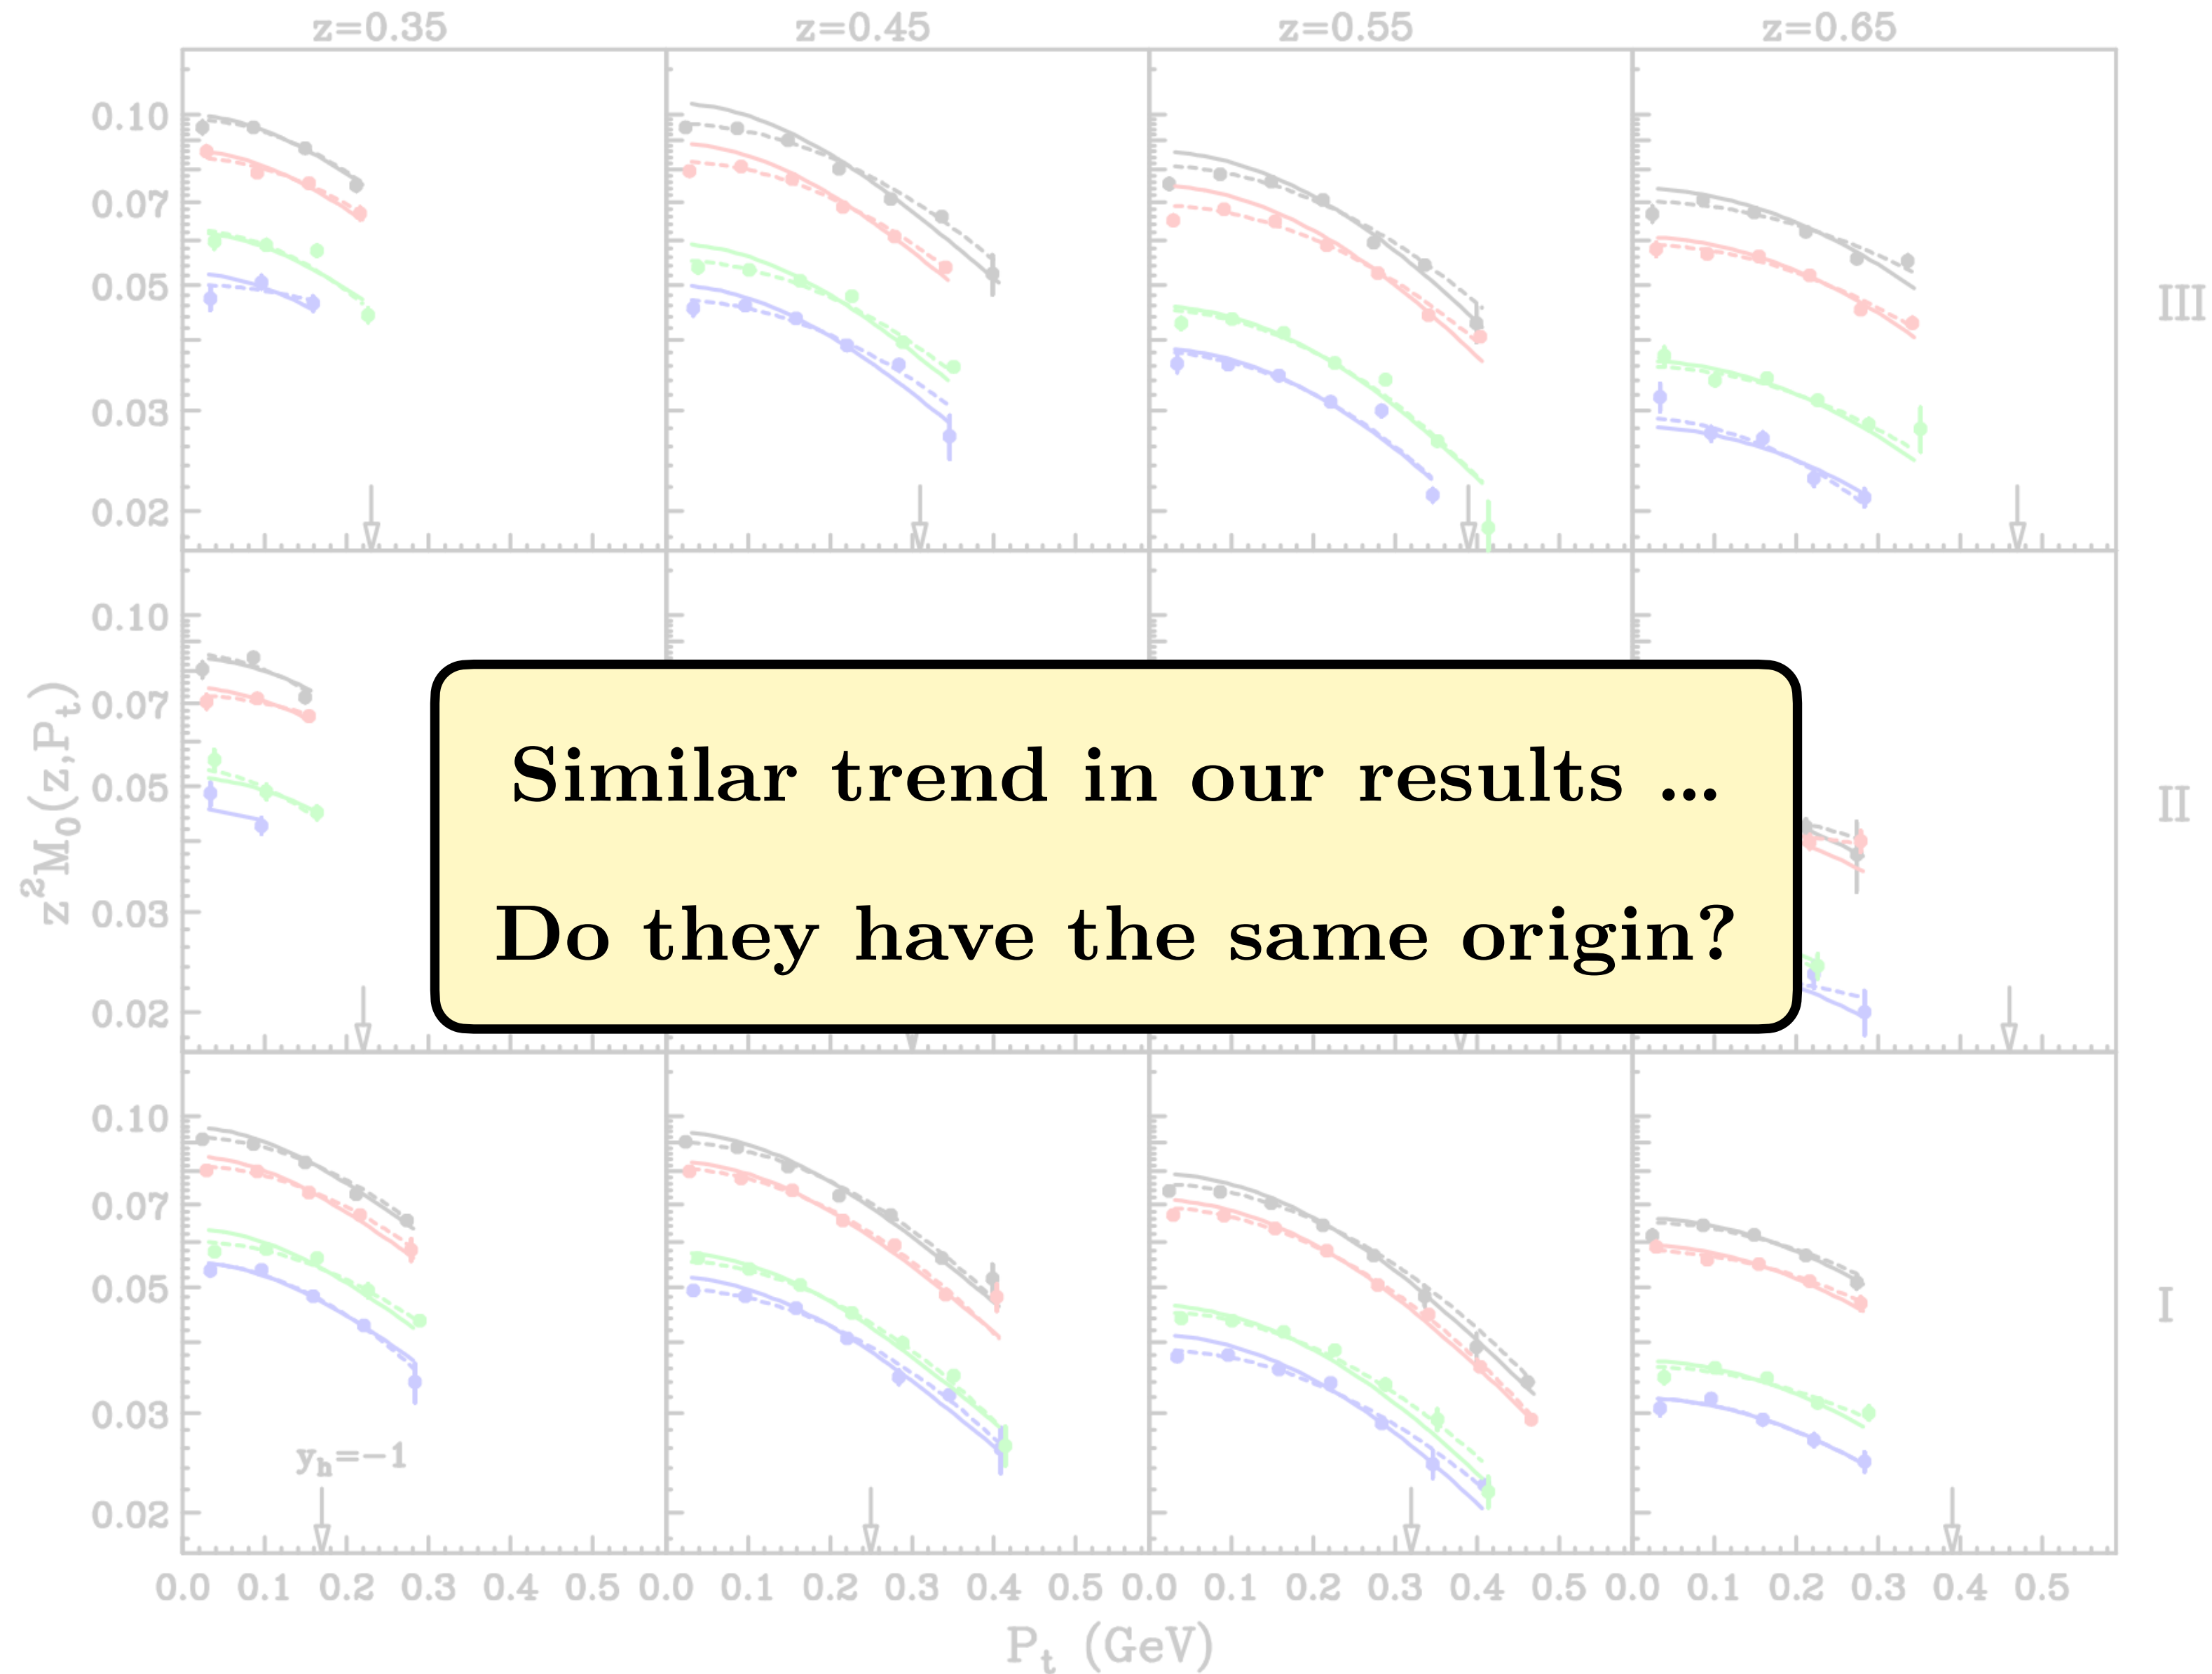 z=0.35 z=0.45 z=0.55 z=0.65
0.10
0.07
0.05
0.03
0.02
III
0.10
0.07
0.05
0.03
0.02
II
z²M₀(z,Pₜ)
Similar trend in our results ...
Do they have the same origin?
0.10
0.07
0.05
0.03
0.02
I
yₙ=−1
0.0 0.1 0.2 0.3 0.4 0.5 0.0 0.1 0.2 0.3 0.4 0.5 0.0 0.1 0.2 0.3 0.4 0.5 0.0 0.1 0.2 0.3 0.4 0.5
Pₜ (GeV)